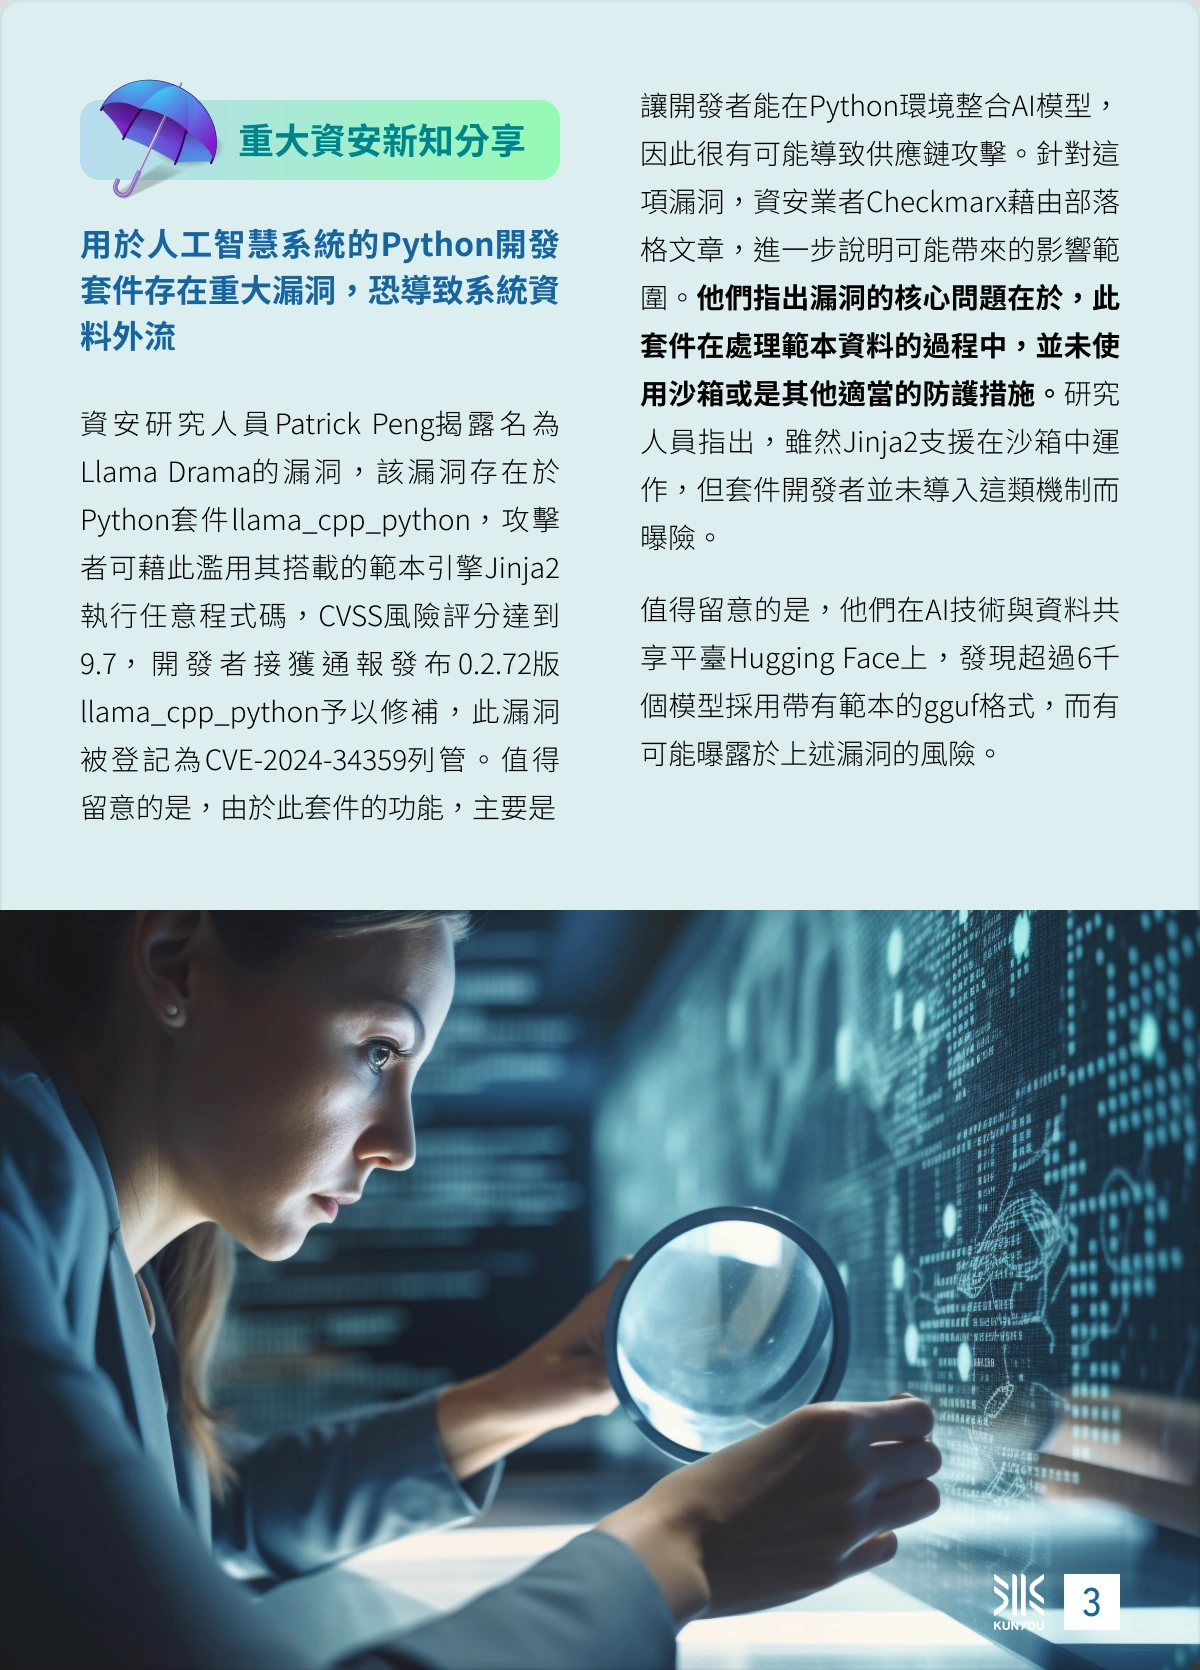 重大資安新知分享
用於人工智慧系統的Python開發
套件存在重大漏洞，恐導致系統資
料外流
資安研究人員Patrick Peng揭露名為
Llama Drama的漏洞，該漏洞存在於
Python套件llama_cpp_python，攻擊
者可藉此濫用其搭載的範本引擎Jinja2
執行任意程式碼，CVSS風險評分達到
9.7，開發者接獲通報發布0.2.72版
llama_cpp_python予以修補，此漏洞
被登記為CVE-2024-34359列管。值得
留意的是，由於此套件的功能，主要是
讓開發者能在Python環境整合AI模型，
因此很有可能導致供應鏈攻擊。針對這
項漏洞，資安業者Checkmarx藉由部落
格文章，進一步說明可能帶來的影響範
圍。他們指出漏洞的核心問題在於，此
套件在處理範本資料的過程中，並未使
用沙箱或是其他適當的防護措施。研究
人員指出，雖然Jinja2支援在沙箱中運
作，但套件開發者並未導入這類機制而
曝險。
值得留意的是，他們在AI技術與資料共
享平臺Hugging Face上，發現超過6千
個模型採用帶有範本的gguf格式，而有
可能曝露於上述漏洞的風險。
KUNYOU
3